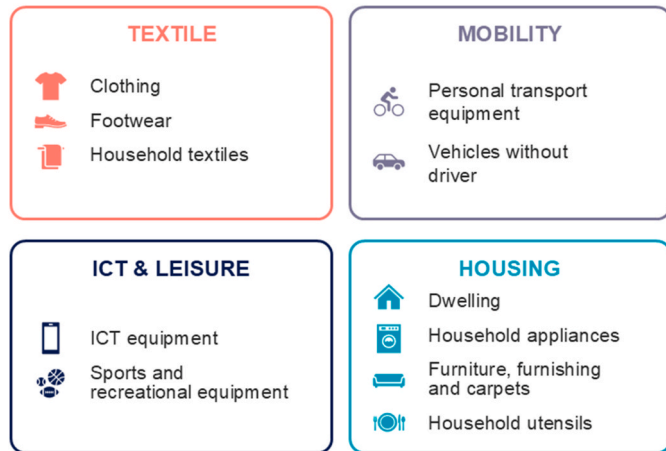 TEXTILE
Clothing
Footwear
Household textiles
MOBILITY
Personal transport
equipment
Vehicles without
driver
ICT & LEISURE
ICT equipment
Sports and
recreational equipment
HOUSING
Dwelling
Household appliances
Furniture, furnishing
and carpets
Household utensils